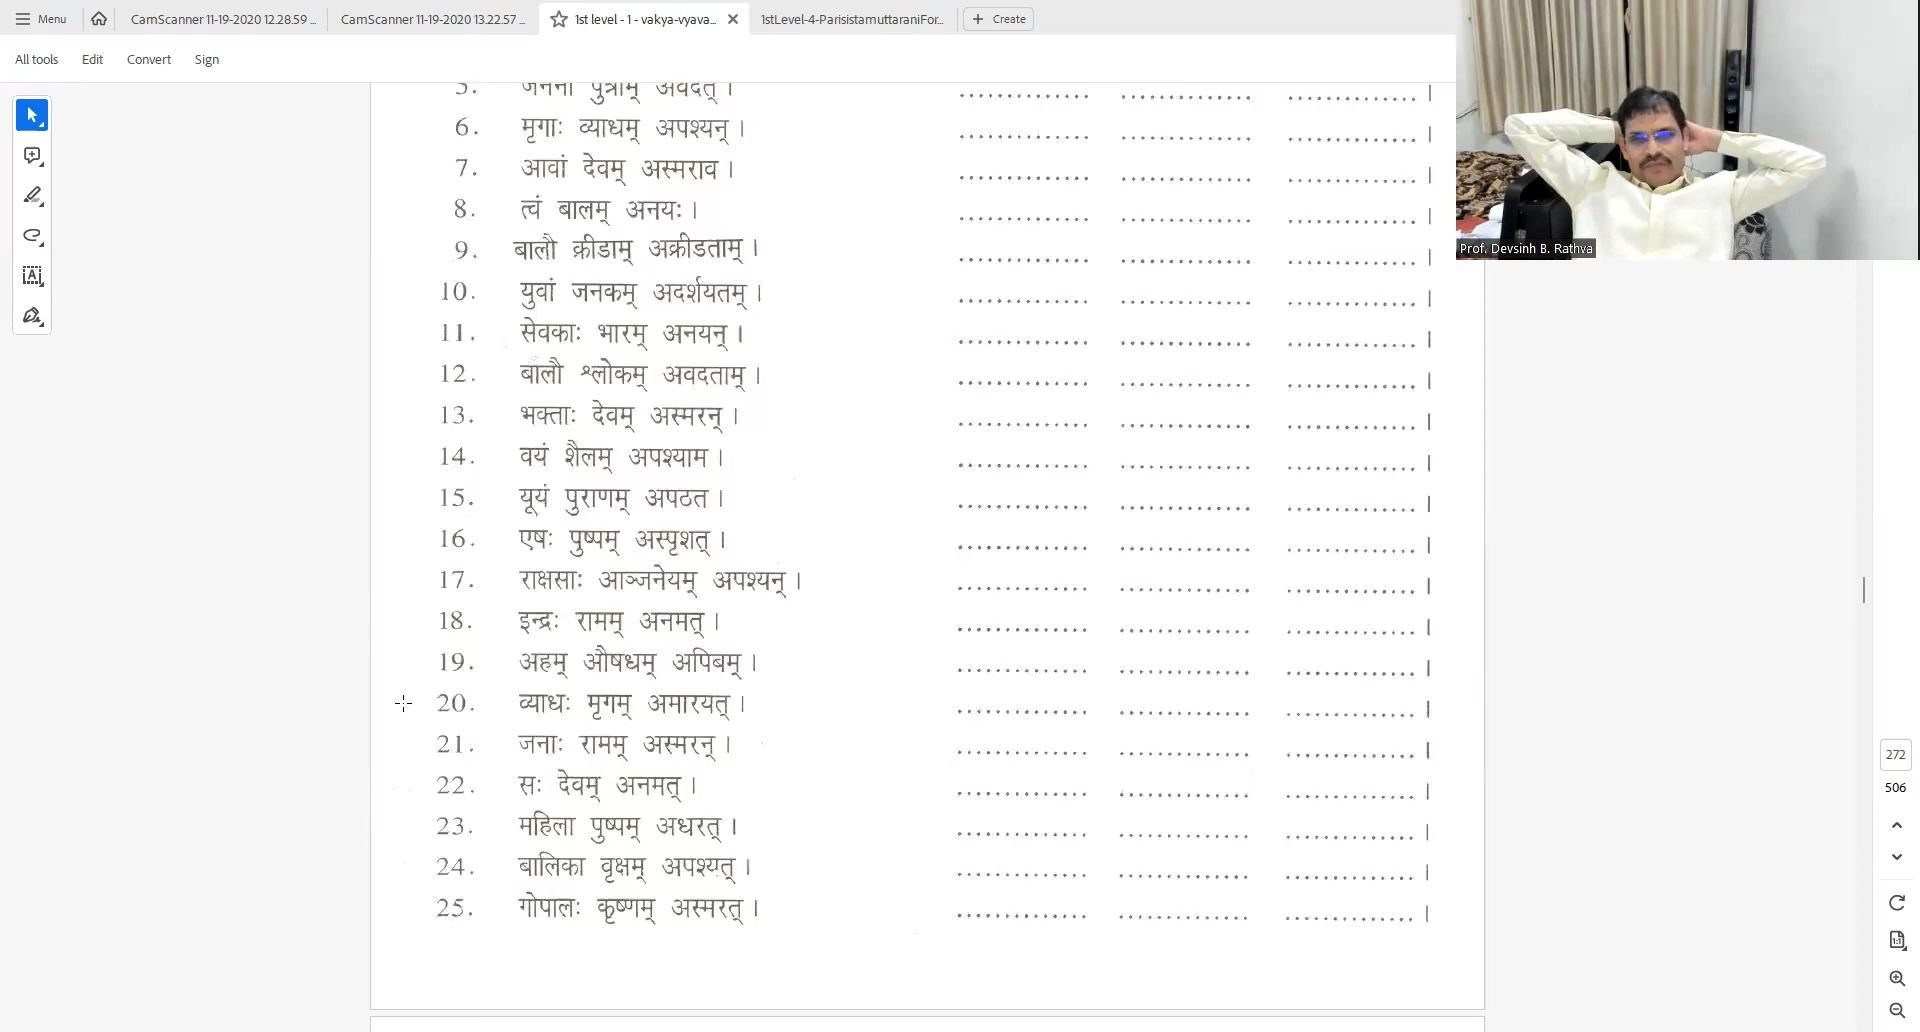 Menu CamScanner 11-19-2020 12.28.59 ... CamScanner 11-19-2020 13.22.57 ... 1st level - 1 - vakya-vyava... 1stLevel-4-ParisistamuttaraniFor... Create
All tools Edit Convert Sign
5. जननी पुत्रीम् अवदत् । .............. .............. .............. ।
6. मृगाः व्याधम् अपश्यन् । .............. .............. .............. ।
7. आवां देवम् अस्मराव । .............. .............. .............. ।
8. त्वं बालम् अनयः । .............. .............. .............. ।
9. बालौ क्रीडाम् अक्रीडताम् । .............. .............. .............. ।
10. युवां जनकम् अदर्शयतम् । .............. .............. .............. ।
11. सेवकाः भारम् अनयन् । .............. .............. .............. ।
12. बालौ श्लोकम् अवदताम् । .............. .............. .............. ।
13. भक्ताः देवम् अस्मरन् । .............. .............. .............. ।
14. वयं शैलम् अपश्याम । .............. .............. .............. ।
15. यूयं पुराणम् अपठत । .............. .............. .............. ।
16. एषः पुष्पम् अस्पृशत् । .............. .............. .............. ।
17. राक्षसाः आञ्जनेयम् अपश्यन् । .............. .............. .............. ।
18. इन्द्रः रामम् अनमत् । .............. .............. .............. ।
19. अहम् औषधम् अपिबम् । .............. .............. .............. ।
20. व्याधः मृगम् अमारयत् । .............. .............. .............. ।
21. जनाः रामम् अस्मरन् । .............. .............. .............. ।
22. सः देवम् अनमत् । .............. .............. .............. ।
23. महिला पुष्पम् अधरत् । .............. .............. .............. ।
24. बालिका वृक्षम् अपश्यत् । .............. .............. .............. ।
25. गोपालः कृष्णम् अस्मरत् । .............. .............. .............. ।
Prof. Devsinh B. Rathva
272
506